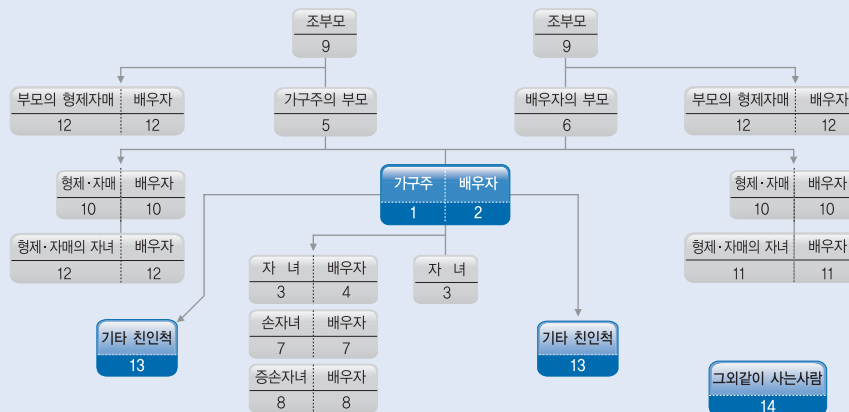 조부모 조부모
9 9
부모의 형제자매 배우자 가구주의 부모 배우자의 부모 부모의 형제자매 배우자
12 12 5 6 12 12
형제·자매 배우자 가구주 배우자 형제·자매 배우자
10 10 1 2 10 10
형제·자매의 자녀 배우자 형제·자매의 자녀 배우자
12 12 11 11
자 녀 배우자 자 녀
3 4 3
손자녀 배우자
7 7
기타 친인척 기타 친인척
13 13
증손자녀 배우자 그외같이 사는사람
8 8 14